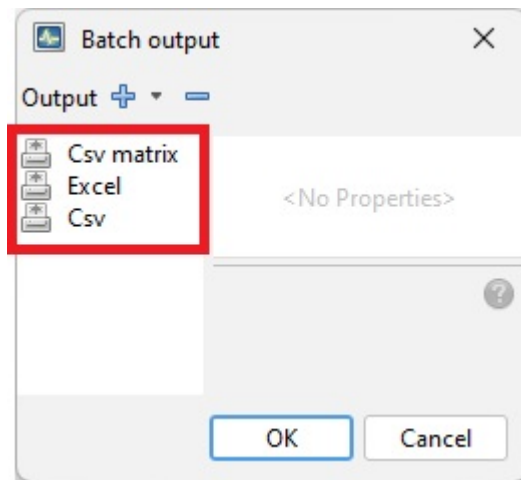 Batch output
Output
Csv matrix
Excel
Csv
<No Properties>
?
OK
Cancel